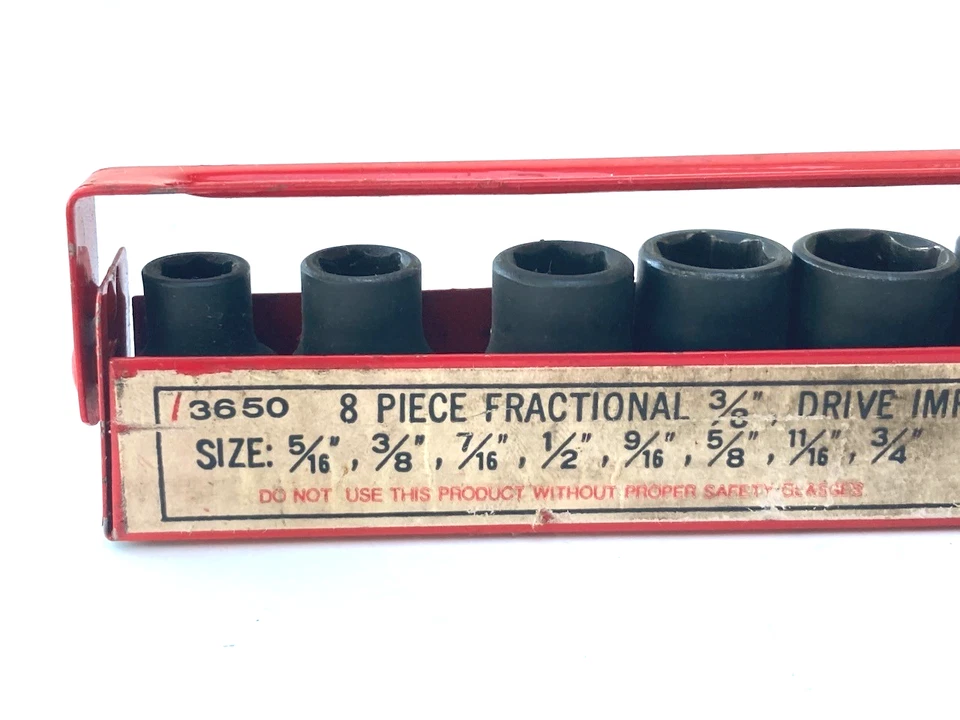 /3650 8 PIECE FRACTIONAL 3/8" DRIVE IMP
SIZE: 5/16", 3/8", 7/16", 1/2", 9/16", 5/8", 11/16", 3/4"
DO NOT USE THIS PRODUCT WITHOUT PROPER SAFETY GLASSES